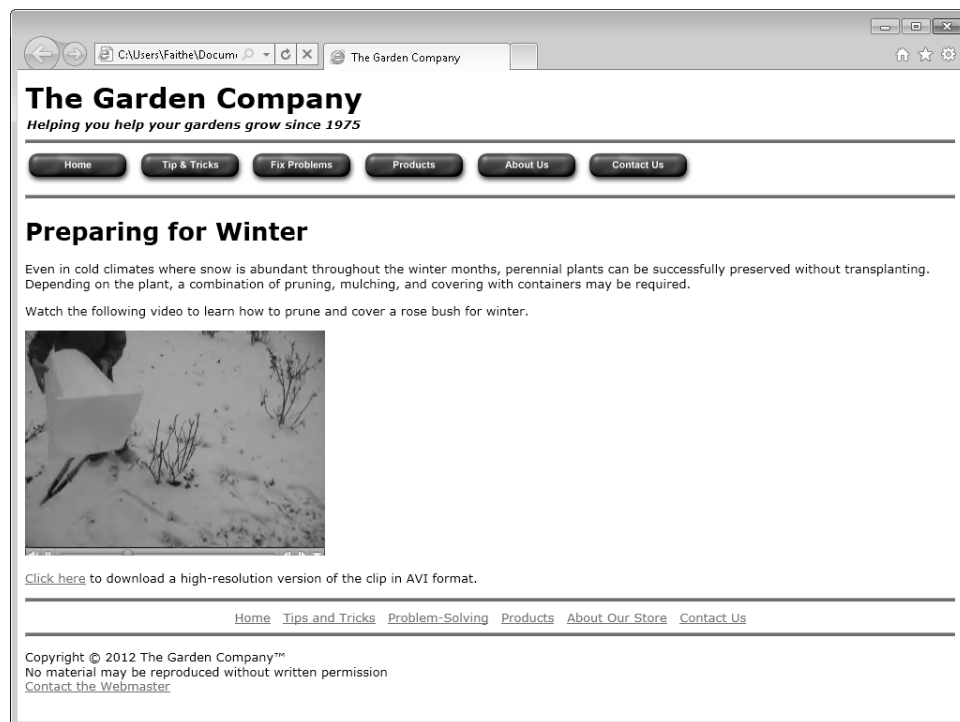 C:\Users\Faithe\Docum
The Garden Company
The Garden Company
Helping you help your gardens grow since 1975
Home Tip & Tricks Fix Problems Products About Us Contact Us
Preparing for Winter
Even in cold climates where snow is abundant throughout the winter months, perennial plants can be successfully preserved without transplanting.
Depending on the plant, a combination of pruning, mulching, and covering with containers may be required.
Watch the following video to learn how to prune and cover a rose bush for winter.
Click here to download a high-resolution version of the clip in AVI format.
Home Tips and Tricks Problem-Solving Products About Our Store Contact Us
Copyright © 2012 The Garden Company™
No material may be reproduced without written permission
Contact the Webmaster